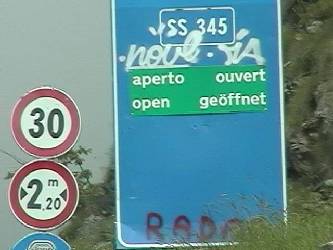 SS 345
aperto ouvert
open geöffnet
30
2,20 m